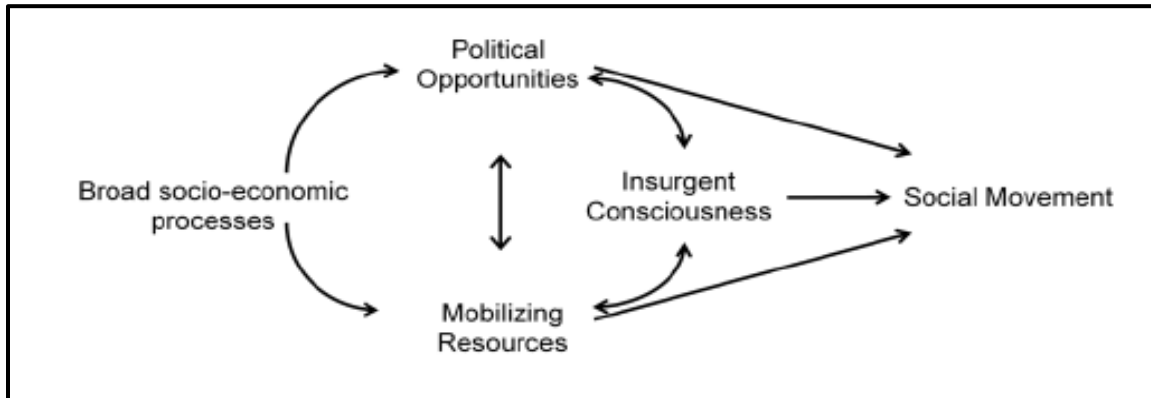 Political
Opportunities
Broad socio-economic
processes
Insurgent
Consciousness
Social Movement
Mobilizing
Resources